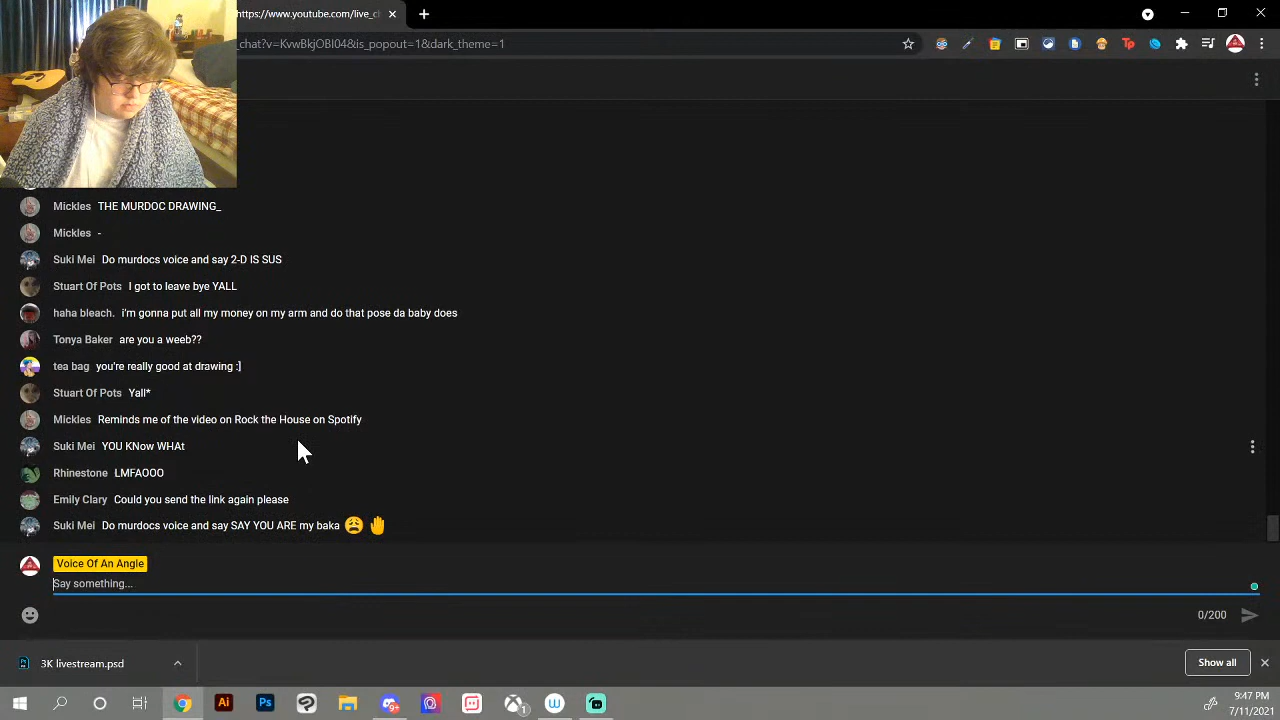 https://www.youtube.com/live_c
_chat?v=KvwBkjOBI04&is_popout=1&dark_theme=1
Mickles THE MURDOC DRAWING_
Mickles -
Suki Mei Do murdocs voice and say 2-D IS SUS
Stuart Of Pots I got to leave bye YALL
haha bleach. i'm gonna put all my money on my arm and do that pose da baby does
Tonya Baker are you a weeb??
tea bag you're really good at drawing :]
Stuart Of Pots Yall*
Mickles Reminds me of the video on Rock the House on Spotify
Suki Mei YOU KNow WHAt
Rhinestone LMFAOOO
Emily Clary Could you send the link again please
Suki Mei Do murdocs voice and say SAY YOU ARE my baka 😩🤚
Voice Of An Angle
Say something...
0/200
3K livestream.psd
Show all
9:47 PM
7/11/2021